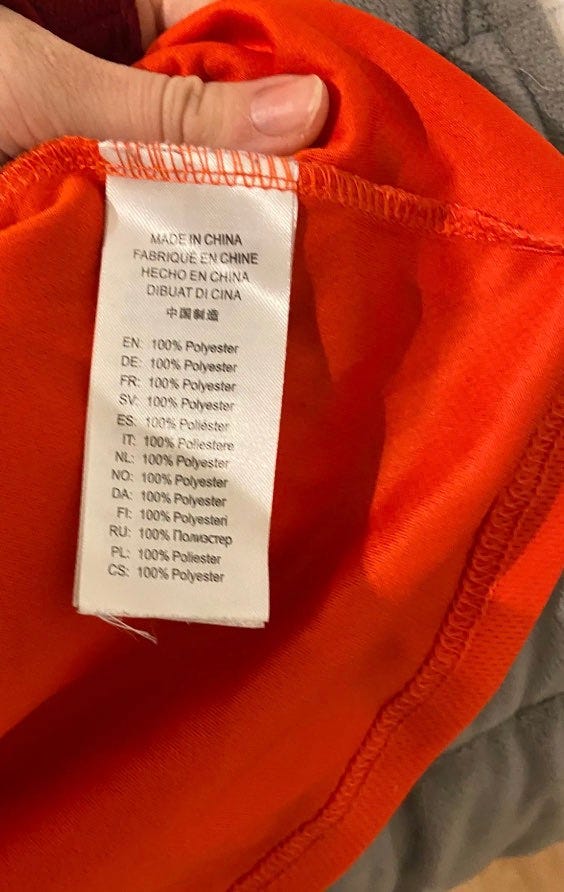 MADE IN CHINA
FABRIQUÉ EN CHINE
HECHO EN CHINA
DIBUAT DI CINA
中国制造
EN: 100% Polyester
DE: 100% Polyester
FR: 100% Polyester
SV: 100% Polyester
ES: 100% Poliéster
IT: 100% Poliestere
NL: 100% Polyester
NO: 100% Polyester
DA: 100% Polyester
FI: 100% Polyesteri
RU: 100% Полиэстер
PL: 100% Poliester
CS: 100% Polyester